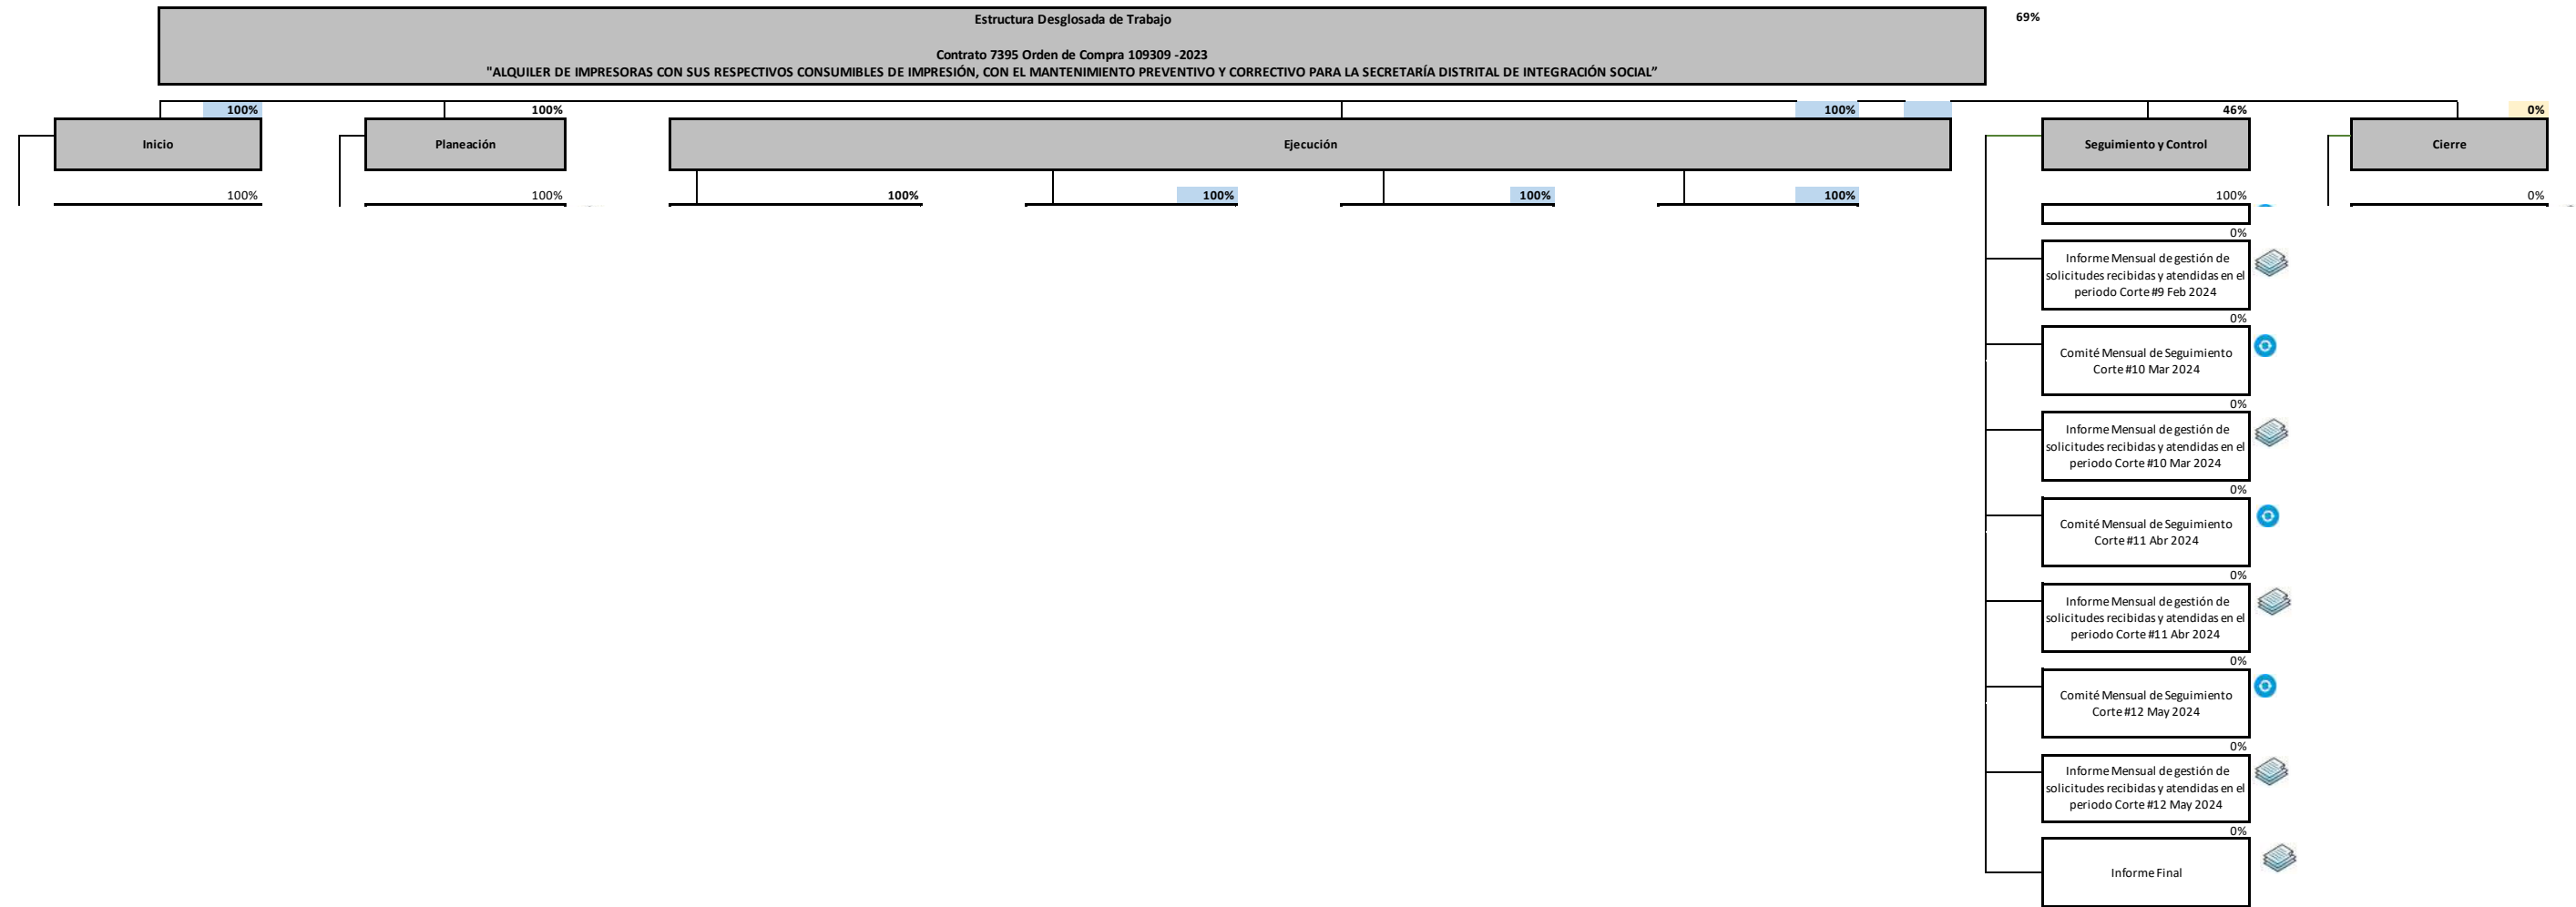 Estructura Desglosada de Trabajo
69%
Contrato 7395 Orden de Compra 109309 -2023
"ALQUILER DE IMPRESORAS CON SUS RESPECTIVOS CONSUMIBLES DE IMPRESIÓN, CON EL MANTENIMIENTO PREVENTIVO Y CORRECTIVO PARA LA SECRETARÍA DISTRITAL DE INTEGRACIÓN SOCIAL”
100%
100%
100%
46%
0%
Inicio
Planeación
Ejecución
Seguimiento y Control
Cierre
100%
100%
100%
100%
100%
100%
100%
0%
0%
Informe Mensual de gestión de
solicitudes recibidas y atendidas en el
periodo Corte #9 Feb 2024
0%
Comité Mensual de Seguimiento
Corte #10 Mar 2024
0%
Informe Mensual de gestión de
solicitudes recibidas y atendidas en el
periodo Corte #10 Mar 2024
0%
Comité Mensual de Seguimiento
Corte #11 Abr 2024
0%
Informe Mensual de gestión de
solicitudes recibidas y atendidas en el
periodo Corte #11 Abr 2024
0%
Comité Mensual de Seguimiento
Corte #12 May 2024
0%
Informe Mensual de gestión de
solicitudes recibidas y atendidas en el
periodo Corte #12 May 2024
0%
Informe Final